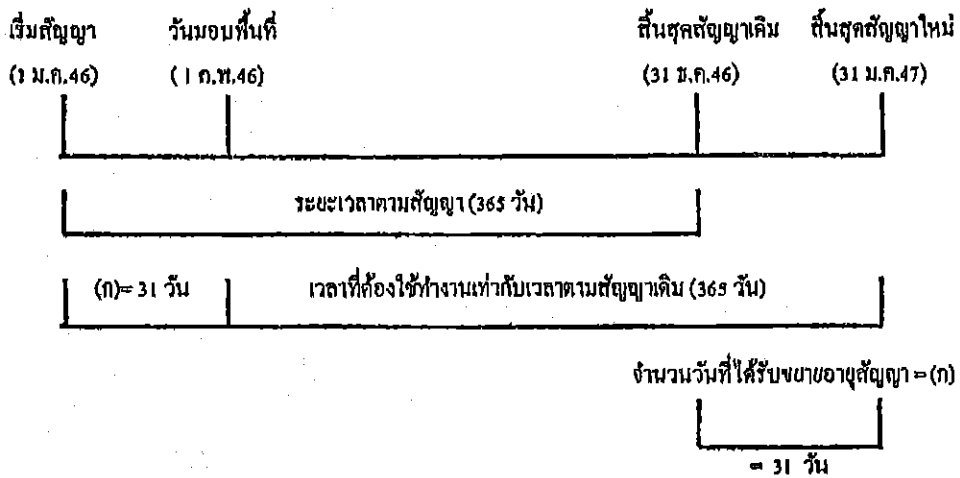 เริ่มสัญญา วันมอบพื้นที่ สิ้นสุดสัญญาเดิม สิ้นสุดสัญญาใหม่
(1 ม.ค.46) (1 ก.พ.46) (31 ธ.ค.46) (31 ม.ค.47)
ระยะเวลาตามสัญญา (365 วัน)
(ก)= 31 วัน เวลาที่ต้องใช้ทำงานเท่ากับเวลาตามสัญญาเดิม (365 วัน)
จำนวนวันที่ได้รับขยายอายุสัญญา = (ก)
= 31 วัน